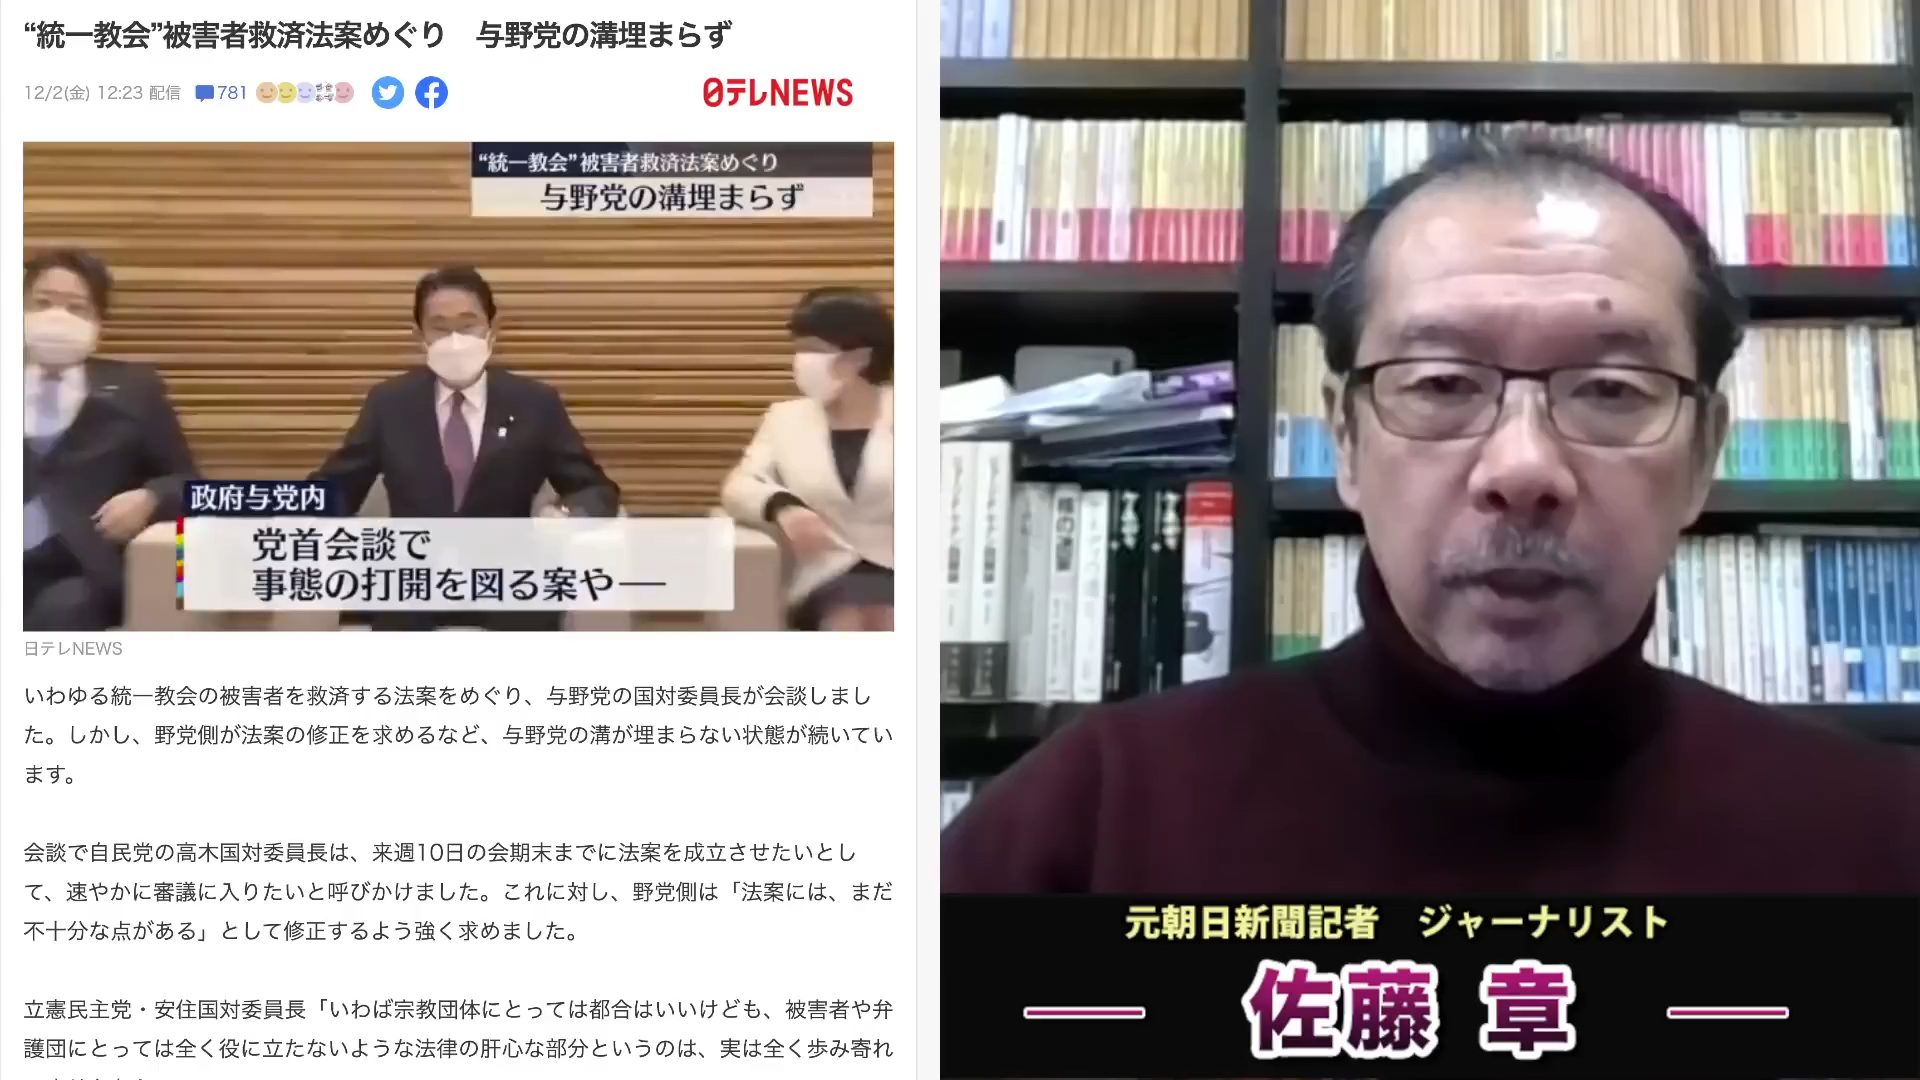 “統一教会”被害者救済法案めぐり　与野党の溝埋まらず
12/2(金) 12:23 配信 781
日テレNEWS
“統一教会”被害者救済法案めぐり
与野党の溝埋まらず
政府与党内
党首会談で
事態の打開を図る案や──
日テレNEWS
いわゆる統一教会の被害者を救済する法案をめぐり、与野党の国対委員長が会談しまし
た。しかし、野党側が法案の修正を求めるなど、与野党の溝が埋まらない状態が続いてい
ます。
会談で自民党の高木国対委員長は、来週10日の会期末までに法案を成立させたいとし
て、速やかに審議に入りたいと呼びかけました。これに対し、野党側は「法案には、まだ
不十分な点がある」として修正するよう強く求めました。
立憲民主党・安住国対委員長「いわば宗教団体にとっては都合はいいけども、被害者や弁
護団にとっては全く役に立たないような法律の肝心な部分というのは、実は全く歩み寄れ
元朝日新聞記者　ジャーナリスト
佐藤 章